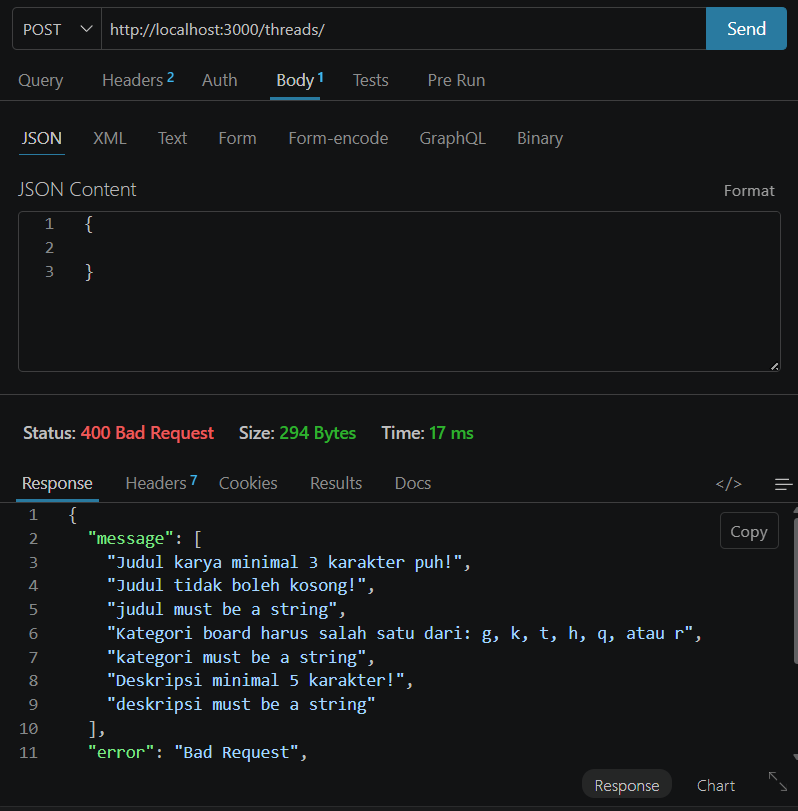 POST http://localhost:3000/threads/ Send
Query Headers 2 Auth Body 1 Tests Pre Run
JSON XML Text Form Form-encode GraphQL Binary
JSON Content Format
1 {
2
3 }
Status: 400 Bad Request Size: 294 Bytes Time: 17 ms
Response Headers 7 Cookies Results Docs </>
1 {
Copy
2 "message": [
3 "Judul karya minimal 3 karakter puh!",
4 "Judul tidak boleh kosong!",
5 "judul must be a string",
6 "Kategori board harus salah satu dari: g, k, t, h, q, atau r",
7 "kategori must be a string",
8 "Deskripsi minimal 5 karakter!",
9 "deskripsi must be a string"
10 ],
11 "error": "Bad Request",
Response Chart